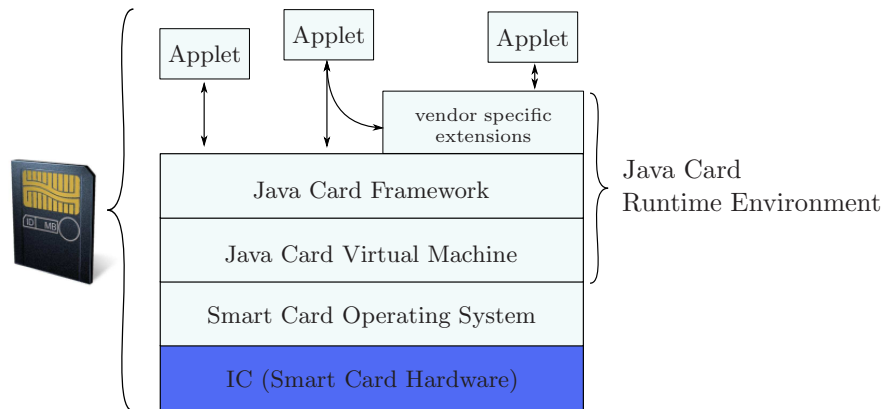 Applet
Applet
Applet
vendor specific
extensions
Java Card Framework
Java Card
Runtime Environment
ID
MB
Java Card Virtual Machine
Smart Card Operating System
IC (Smart Card Hardware)